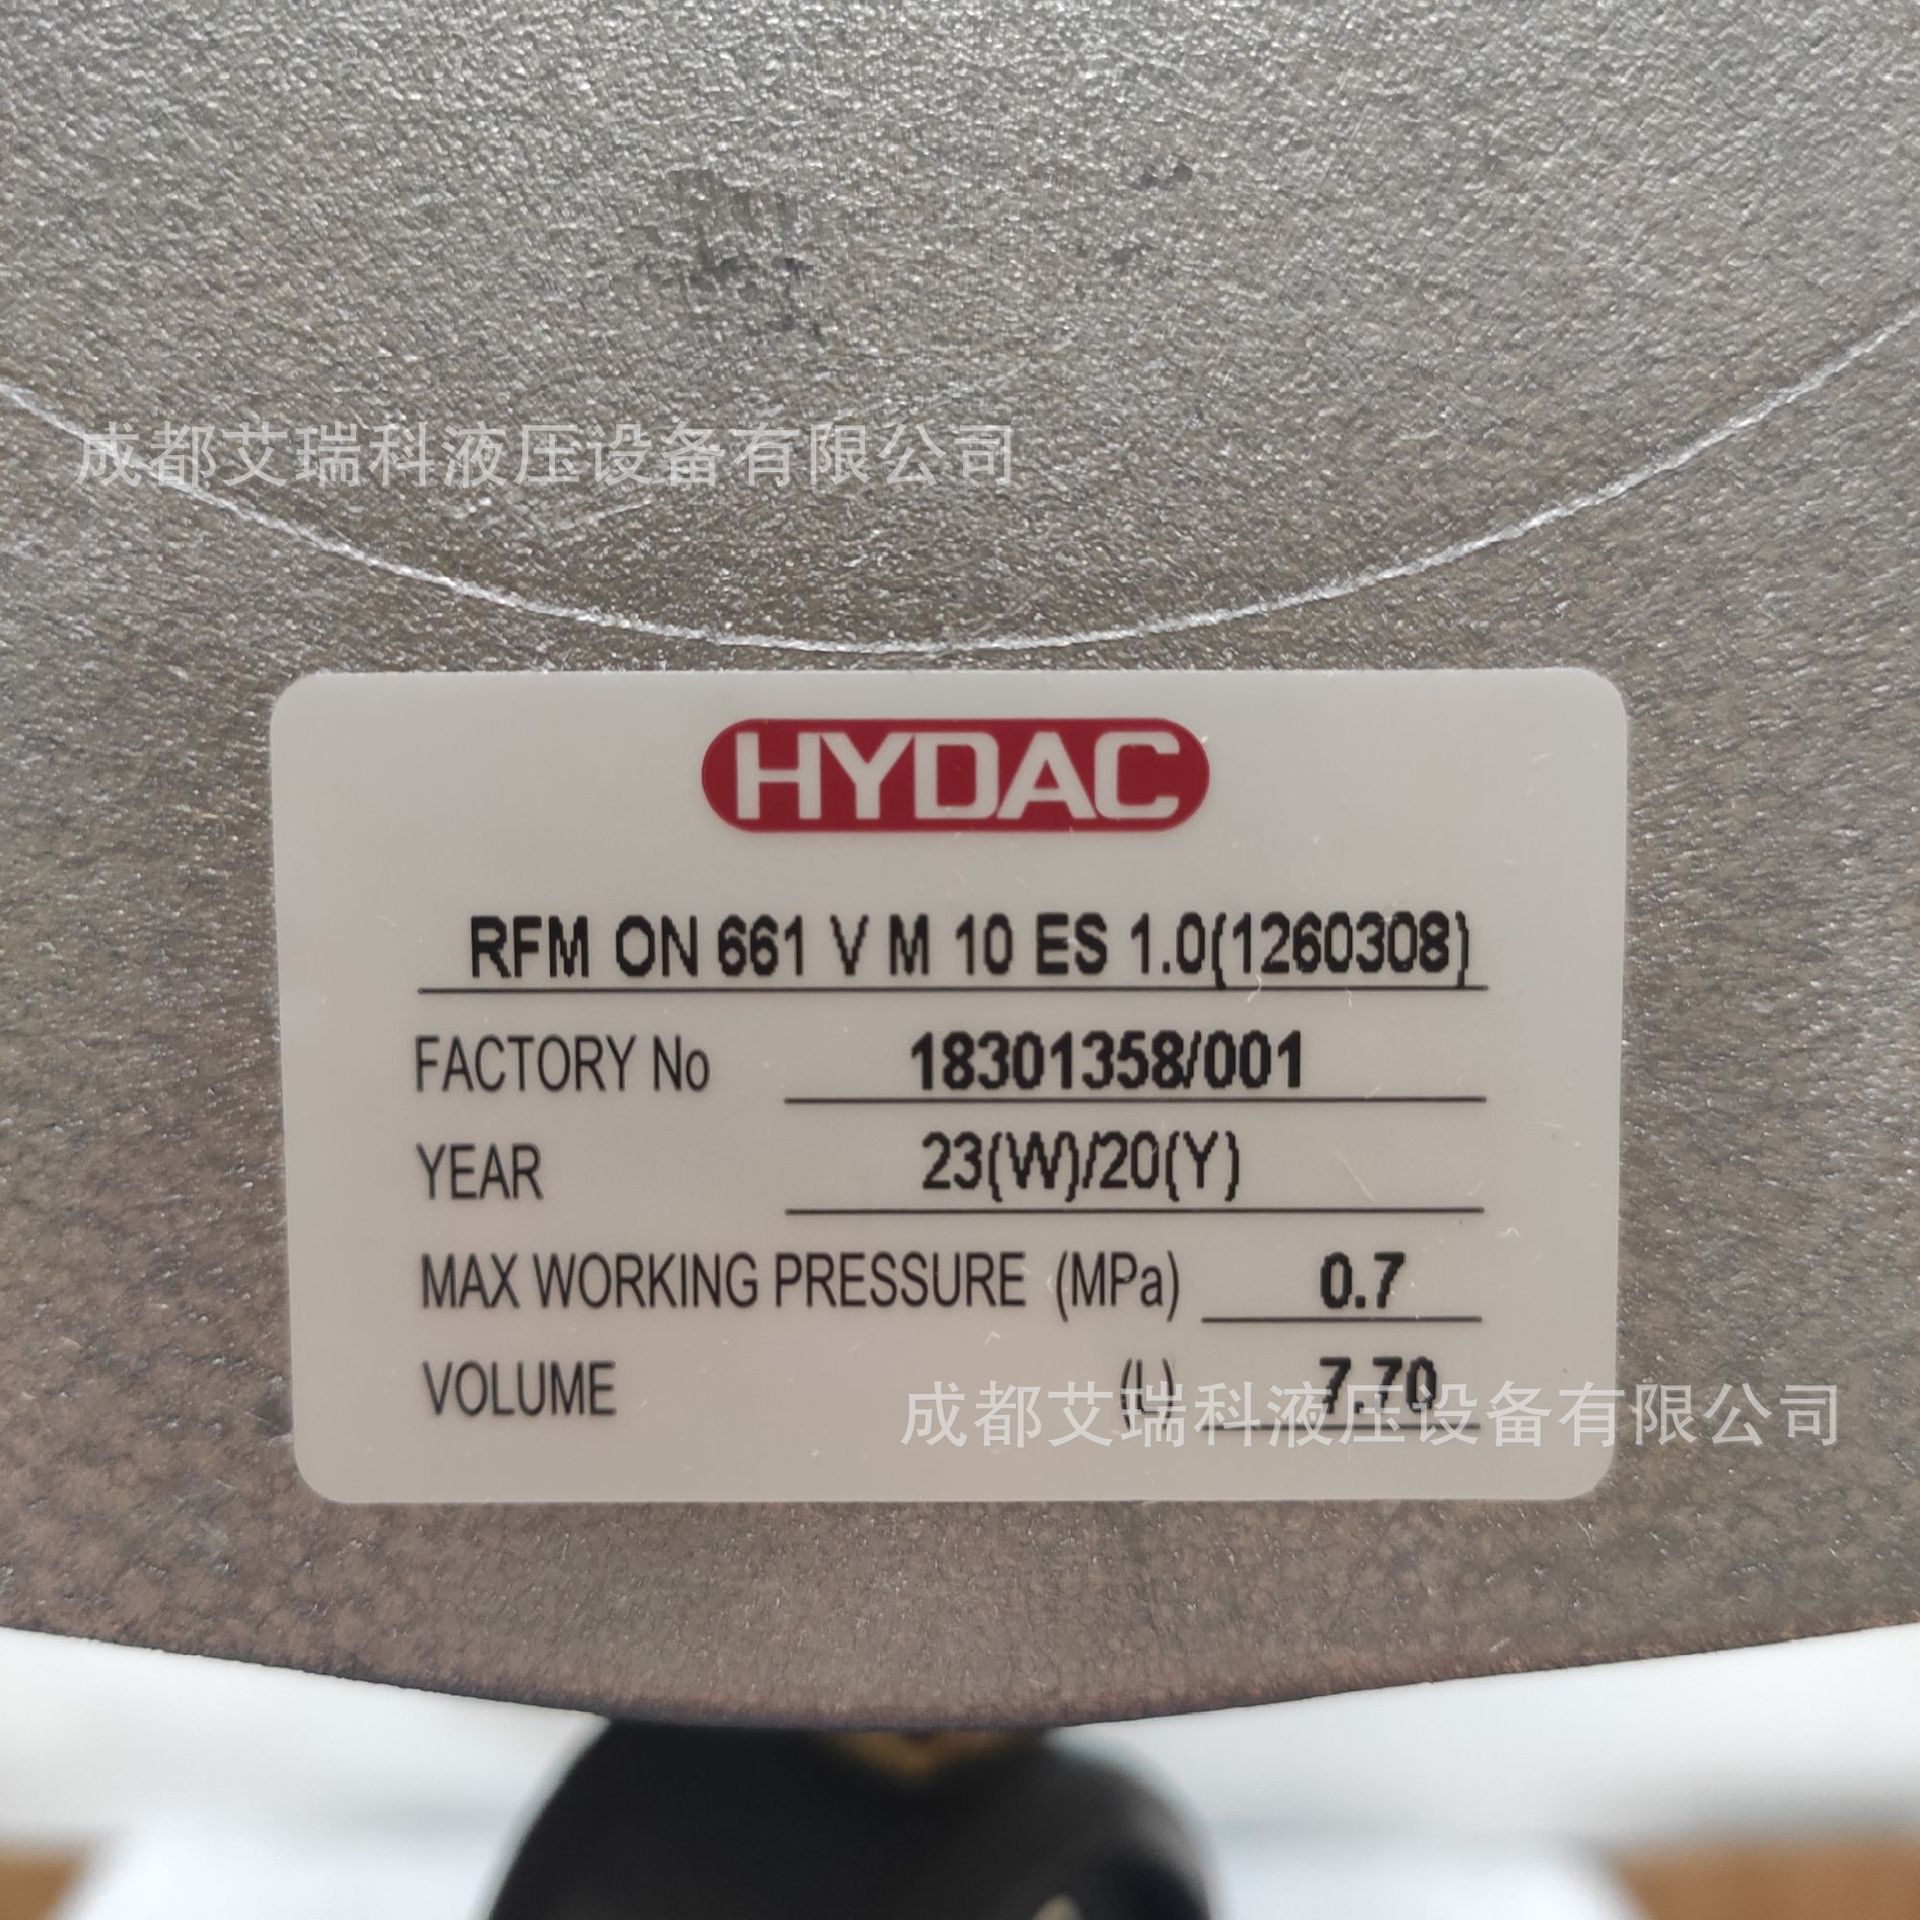 成都艾瑞科液压设备有限公司
HYDAC
RFM ON 661 V M 10 ES 1.0(1260308)
FACTORY No 18301358/001
YEAR 23(W)/20(Y)
MAX WORKING PRESSURE (MPa) 0.7
VOLUME (L) 7.70
成都艾瑞科液压设备有限公司